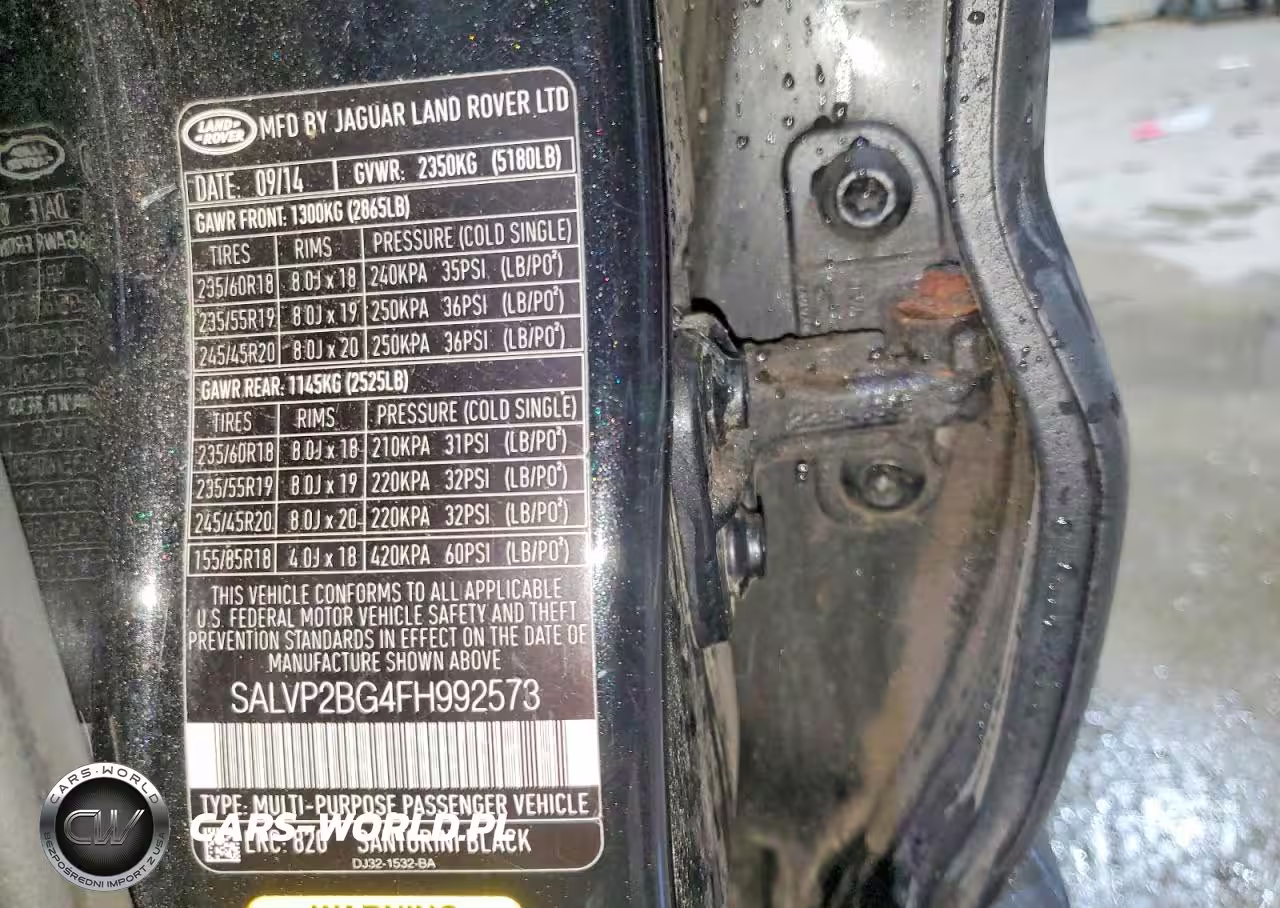 LAND ROVER MFD BY JAGUAR LAND ROVER LTD
DATE: 09/14 GVWR: 2350KG (5180LB)
GAWR FRONT: 1300KG (2865LB)
TIRES RIMS PRESSURE (COLD SINGLE)
235/60R18 8.0J x 18 240KPA 35PSI (LB/PO²)
235/55R19 8.0J x 19 250KPA 36PSI (LB/PO²)
245/45R20 8.0J x 20 250KPA 36PSI (LB/PO²)
GAWR REAR: 1145KG (2525LB)
TIRES RIMS PRESSURE (COLD SINGLE)
235/60R18 8.0J x 18 210KPA 31PSI (LB/PO²)
235/55R19 8.0J x 19 220KPA 32PSI (LB/PO²)
245/45R20 8.0J x 20 220KPA 32PSI (LB/PO²)
155/85R18 4.0J x 18 420KPA 60PSI (LB/PO²)
THIS VEHICLE CONFORMS TO ALL APPLICABLE
U.S. FEDERAL MOTOR VEHICLE SAFETY AND THEFT
PREVENTION STANDARDS IN EFFECT ON THE DATE OF
MANUFACTURE SHOWN ABOVE
SALVP2BG4FH992573
TYPE: MULTI-PURPOSE PASSENGER VEHICLE
LRC: 820 SANTORINI BLACK
DJ32-1532-BA
WARNING
CARS-WORLD
CW
BEZPOŚREDNI IMPORT Z USA
CARS-WORLD.PL